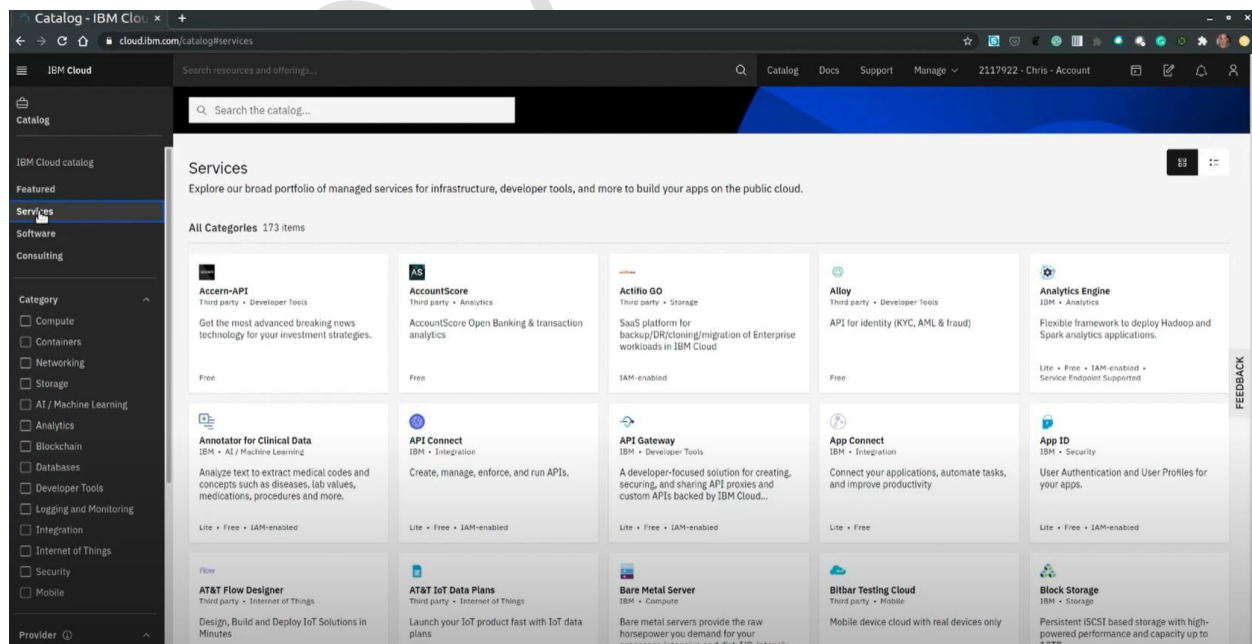 Catalog - IBM Clou × +
cloud.ibm.com/catalog#services
IBM Cloud
Search resources and offerings...
Catalog Docs Support Manage 2117922 - Chris - Account
Catalog
Search the catalog...
IBM Cloud catalog
Featured
Services
Software
Consulting
Category
Compute
Containers
Networking
Storage
AI / Machine Learning
Analytics
Blockchain
Databases
Developer Tools
Logging and Monitoring
Integration
Internet of Things
Security
Mobile
Provider
Services
Explore our broad portfolio of managed services for infrastructure, developer tools, and more to build your apps on the public cloud.
All Categories 173 items
Accern-API
Third party • Developer Tools
Get the most advanced breaking news
technology for your investment strategies.
Free
AS
AccountScore
Third party • Analytics
AccountScore Open Banking & transaction
analytics
Free
Actifio GO
Third party • Storage
SaaS platform for
backup/DR/cloning/migration of Enterprise
workloads in IBM Cloud
IAM-enabled
Alloy
Third party • Developer Tools
API for identity (KYC, AML & fraud)
Free
Analytics Engine
IBM • Analytics
Flexible framework to deploy Hadoop and
Spark analytics applications.
Lite • Free • IAM-enabled •
Service Endpoint Supported
Annotator for Clinical Data
IBM • AI / Machine Learning
Analyze text to extract medical codes and
concepts such as diseases, lab values,
medications, procedures and more.
Lite • Free • IAM-enabled
API Connect
IBM • Integration
Create, manage, enforce, and run APIs.
Lite • Free • IAM-enabled
API Gateway
IBM • Developer Tools
A developer-focused solution for creating,
securing, and sharing API proxies and
custom APIs backed by IBM Cloud...
Lite • Free • IAM-enabled
App Connect
IBM • Integration
Connect your applications, automate tasks,
and improve productivity
Lite • Free
App ID
IBM • Security
User Authentication and User Profiles for
your apps.
Lite • Free • IAM-enabled
Flow
AT&T Flow Designer
Third party • Internet of Things
Design, Build and Deploy IoT Solutions in
Minutes
AT&T IoT Data Plans
Third party • Internet of Things
Launch your IoT product fast with IoT data
plans
Bare Metal Server
IBM • Compute
Bare metal servers provide the raw
horsepower you demand for your
Bitbar Testing Cloud
Third party • Mobile
Mobile device cloud with real devices only
Block Storage
IBM • Storage
Persistent iSCSI based storage with high-
powered performance and capacity up to
FEEDBACK